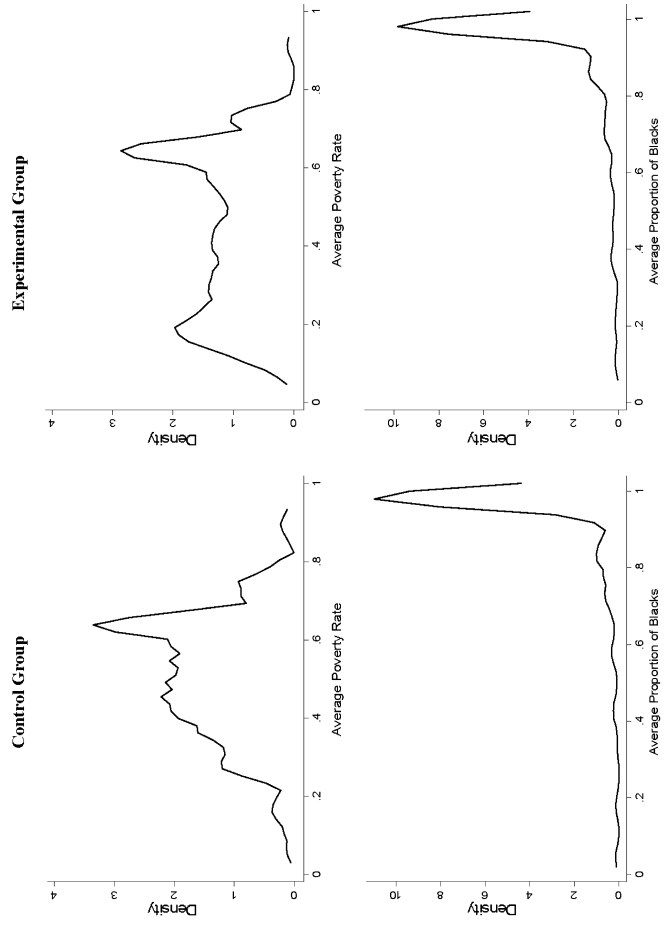 Control Group
Density
0 1 2 3 4
0 .2 .4 .6 .8 1
Average Poverty Rate
Experimental Group
Density
0 1 2 3 4
0 .2 .4 .6 .8 1
Average Poverty Rate
Density
0 2 4 6 8 10
0 .2 .4 .6 .8 1
Average Proportion of Blacks
Density
0 2 4 6 8 10
0 .2 .4 .6 .8 1
Average Proportion of Blacks